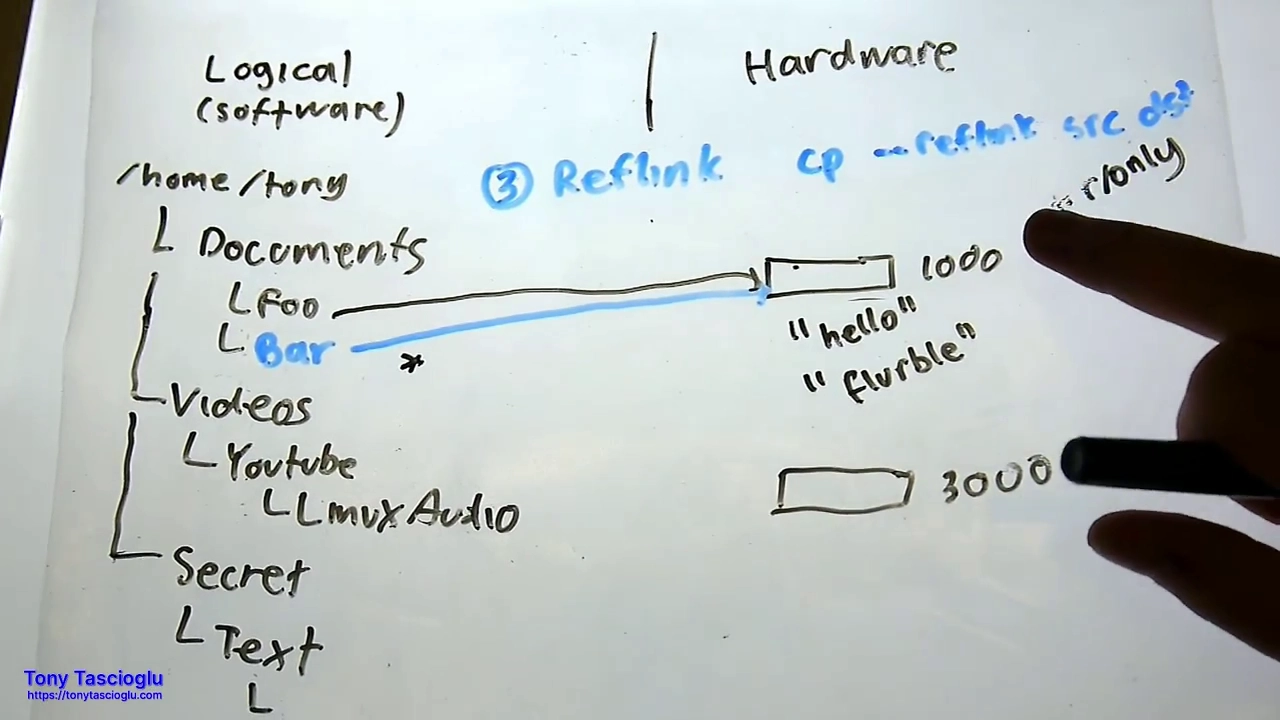 Logical
(software)
Hardware
③ Reflink cp --reflink src dst
r/only
/home/tony
Documents
Foo
1000
Bar
*
"hello"
"flurble"
Videos
Youtube
3000
LinuxAudio
Secret
Text
Tony Tascioglu
https://tonytascioglu.com